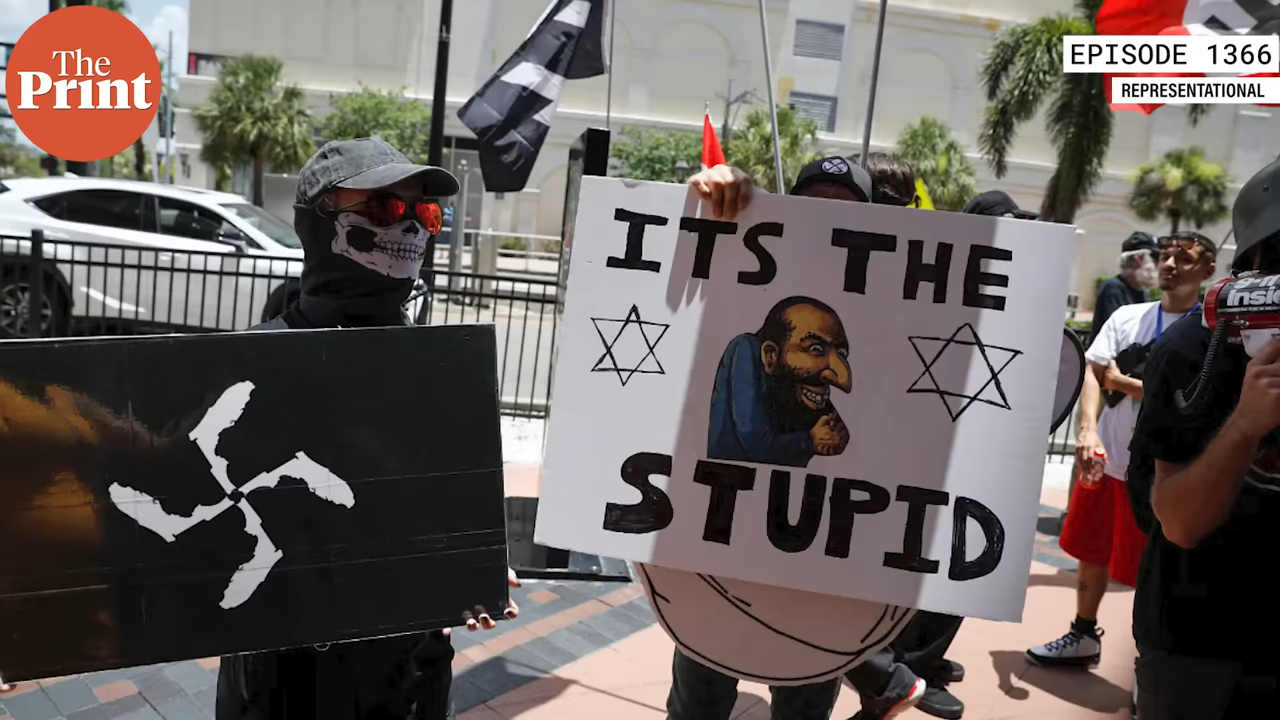 The
Print
EPISODE 1366
REPRESENTATIONAL
ITS THE
STUPID